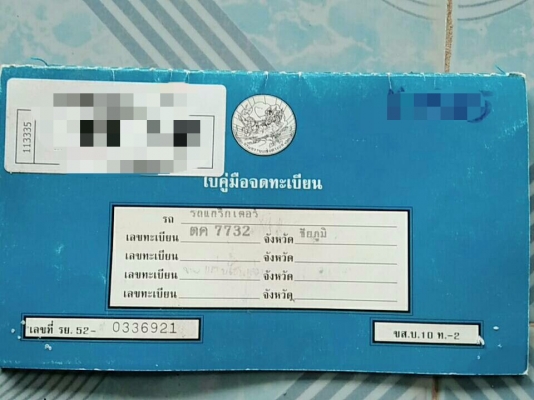 113335
ใบคู่มือจดทะเบียน
รถ รถแทร็กเตอร์
เลขทะเบียน ตค 7732 จังหวัด ชัยภูมิ
เลขทะเบียน จังหวัด
เลขทะเบียน จังหวัด
เลขทะเบียน จังหวัด
เลขที่ รย. 52- 0336921
ขส.บ.10 ท.-2